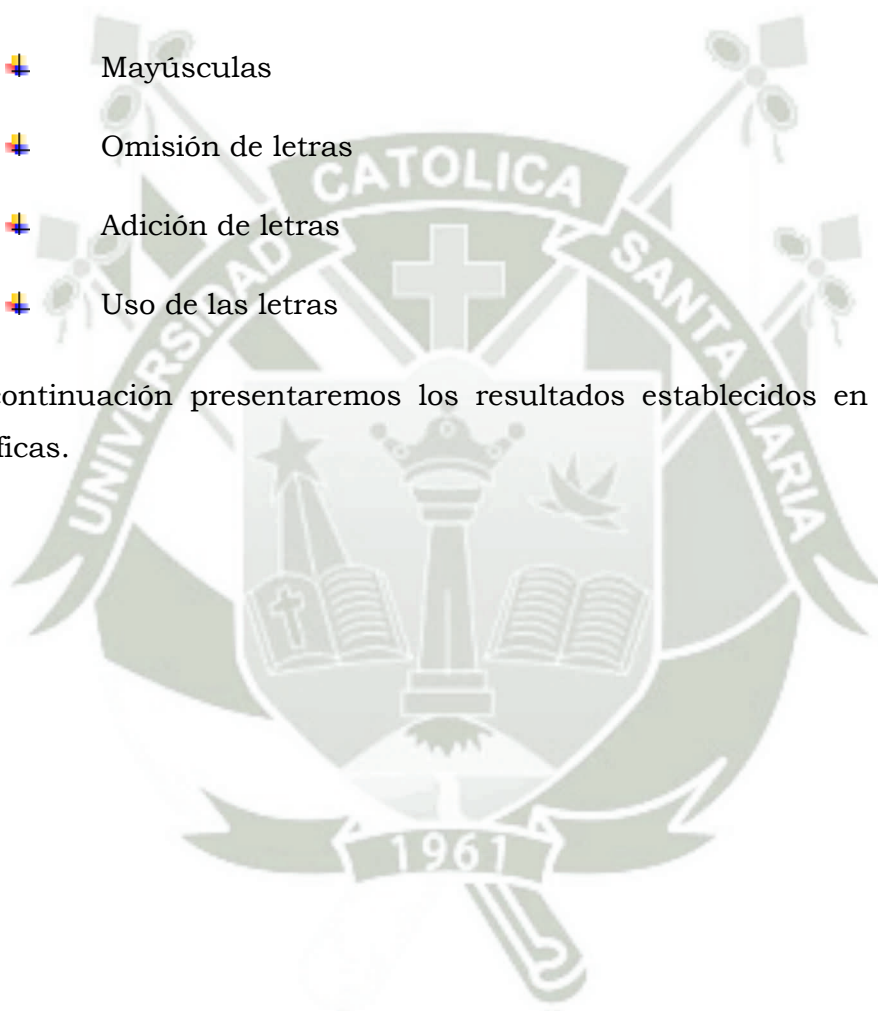 Mayúsculas
Omisión de letras
Adición de letras
Uso de las letras
continuación presentaremos los resultados establecidos en
ficas.
UNIVERSIDAD CATOLICA SANTA MARIA
1961